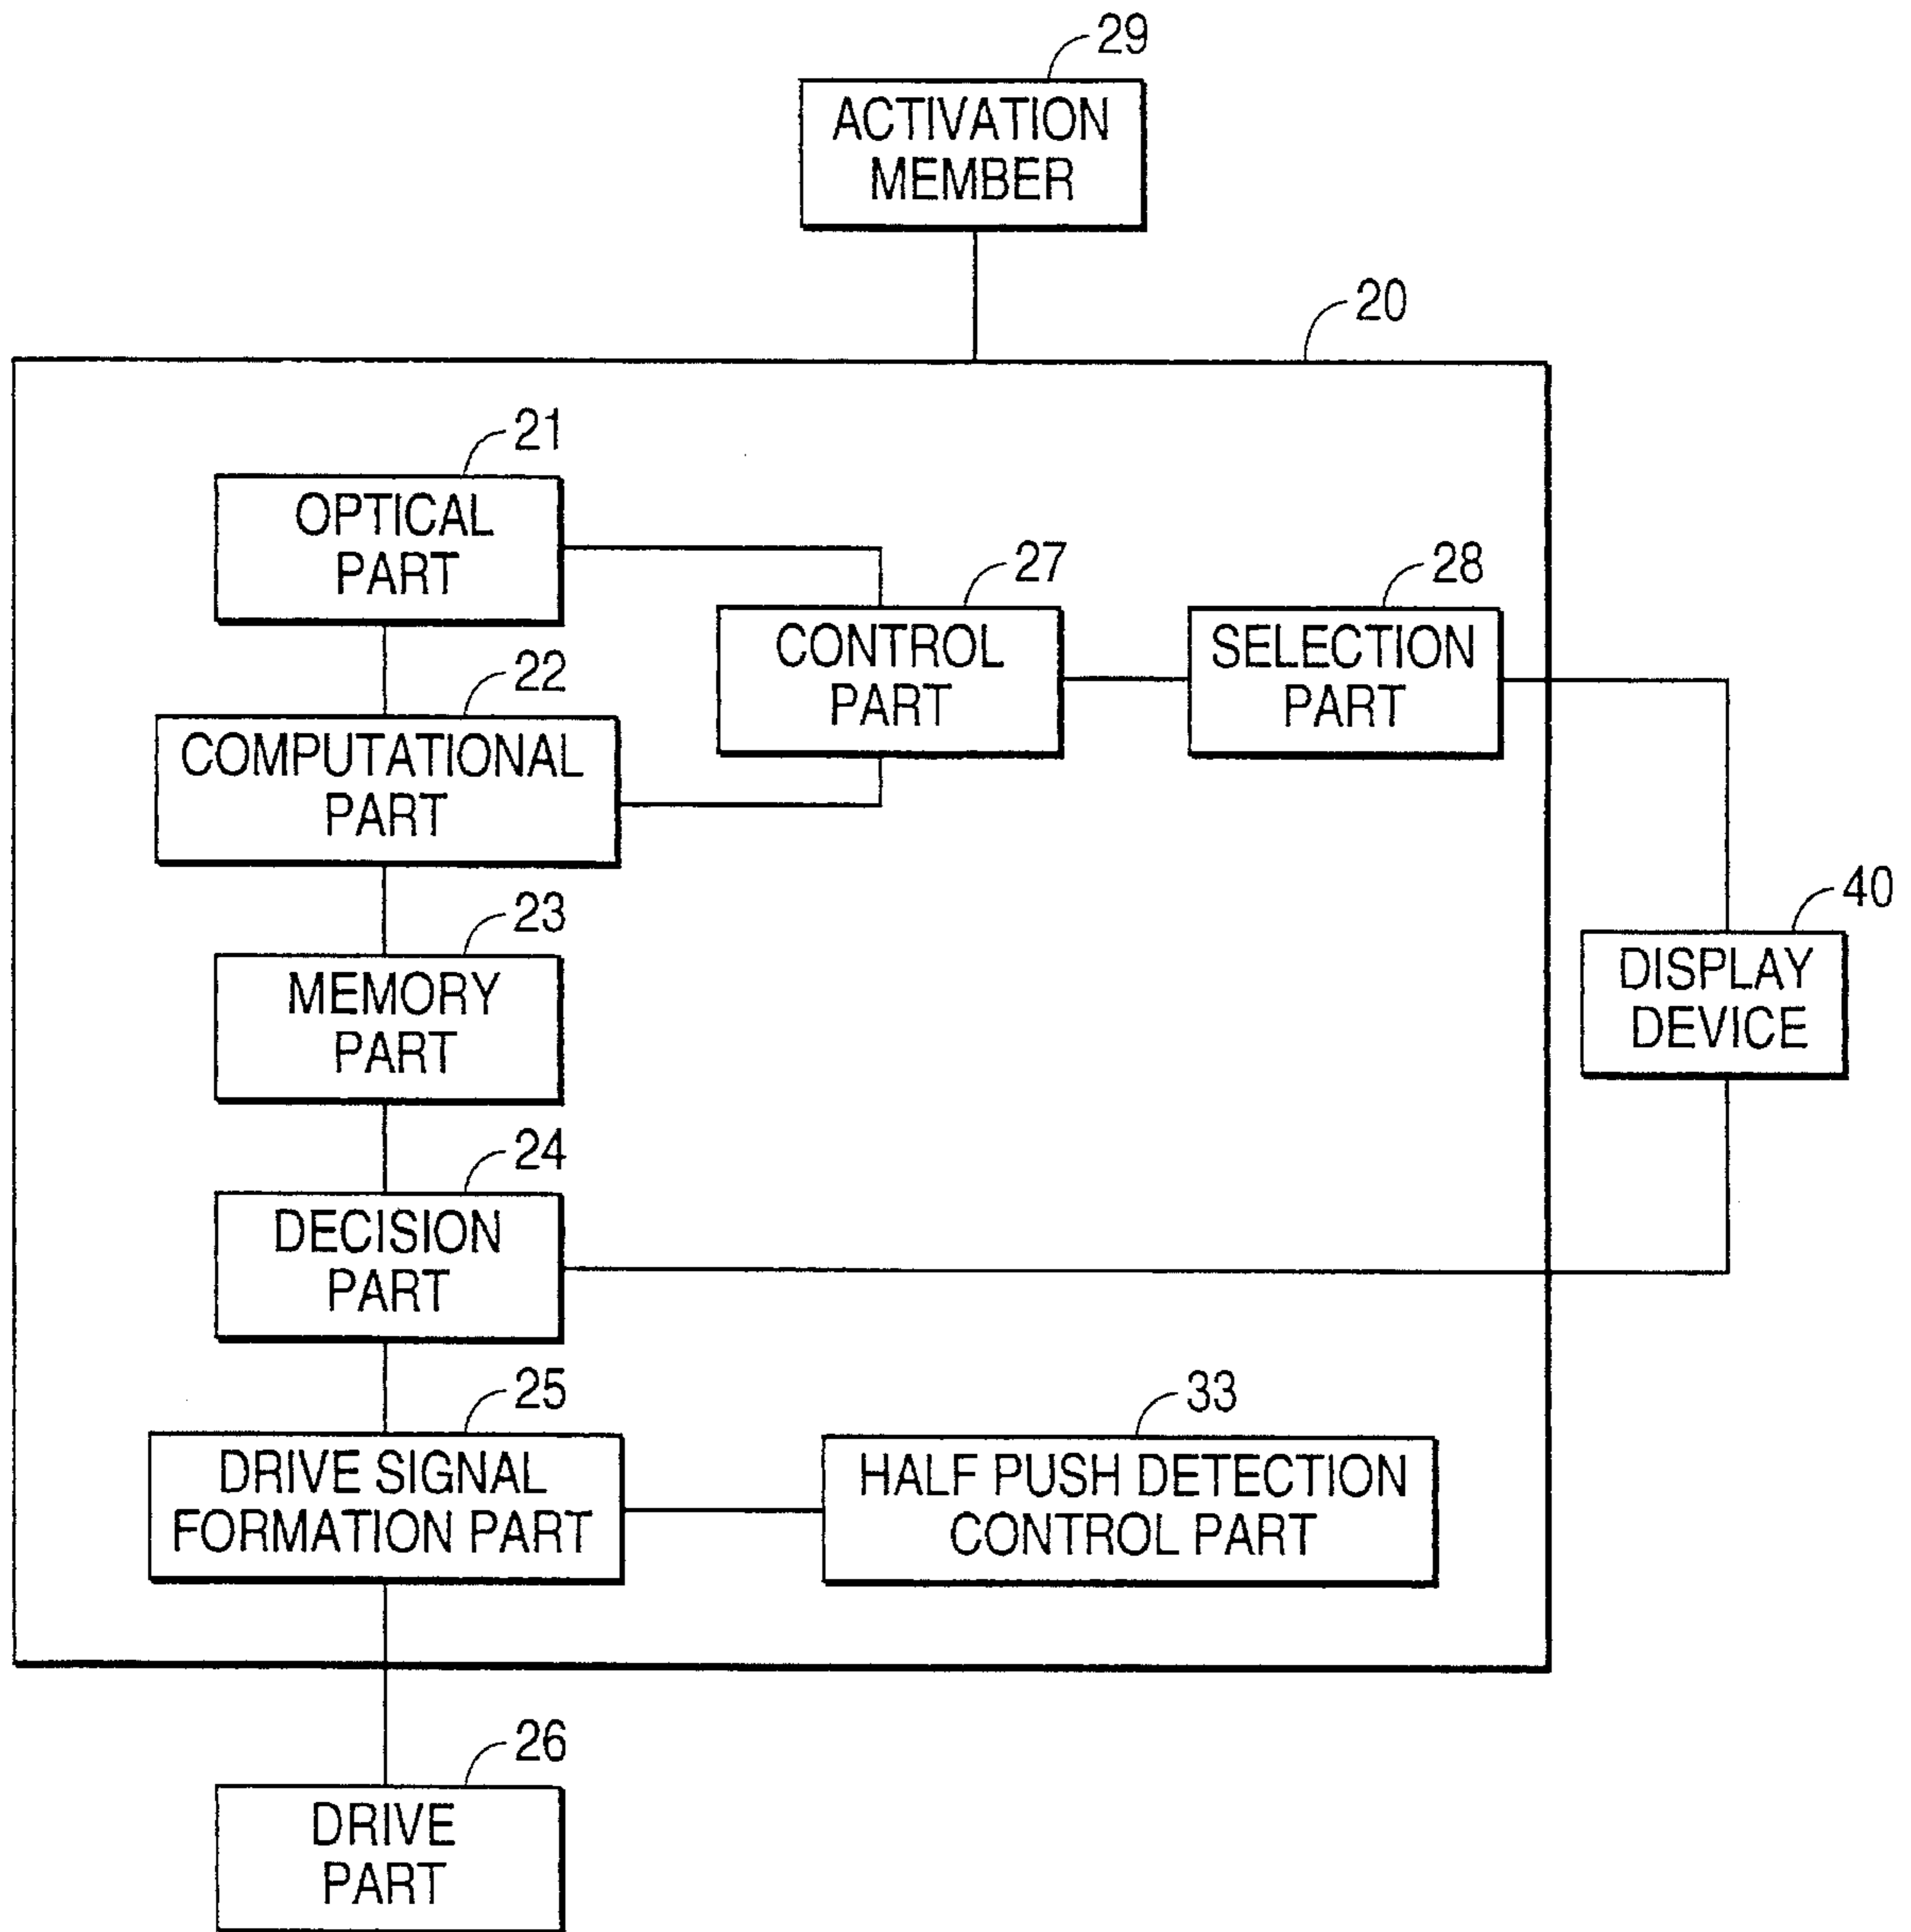 29
ACTIVATION
MEMBER
20
21
OPTICAL
PART
27
CONTROL
PART
28
SELECTION
PART
22
COMPUTATIONAL
PART
23
MEMORY
PART
40
DISPLAY
DEVICE
24
DECISION
PART
25
DRIVE SIGNAL
FORMATION PART
33
HALF PUSH DETECTION
CONTROL PART
26
DRIVE
PART